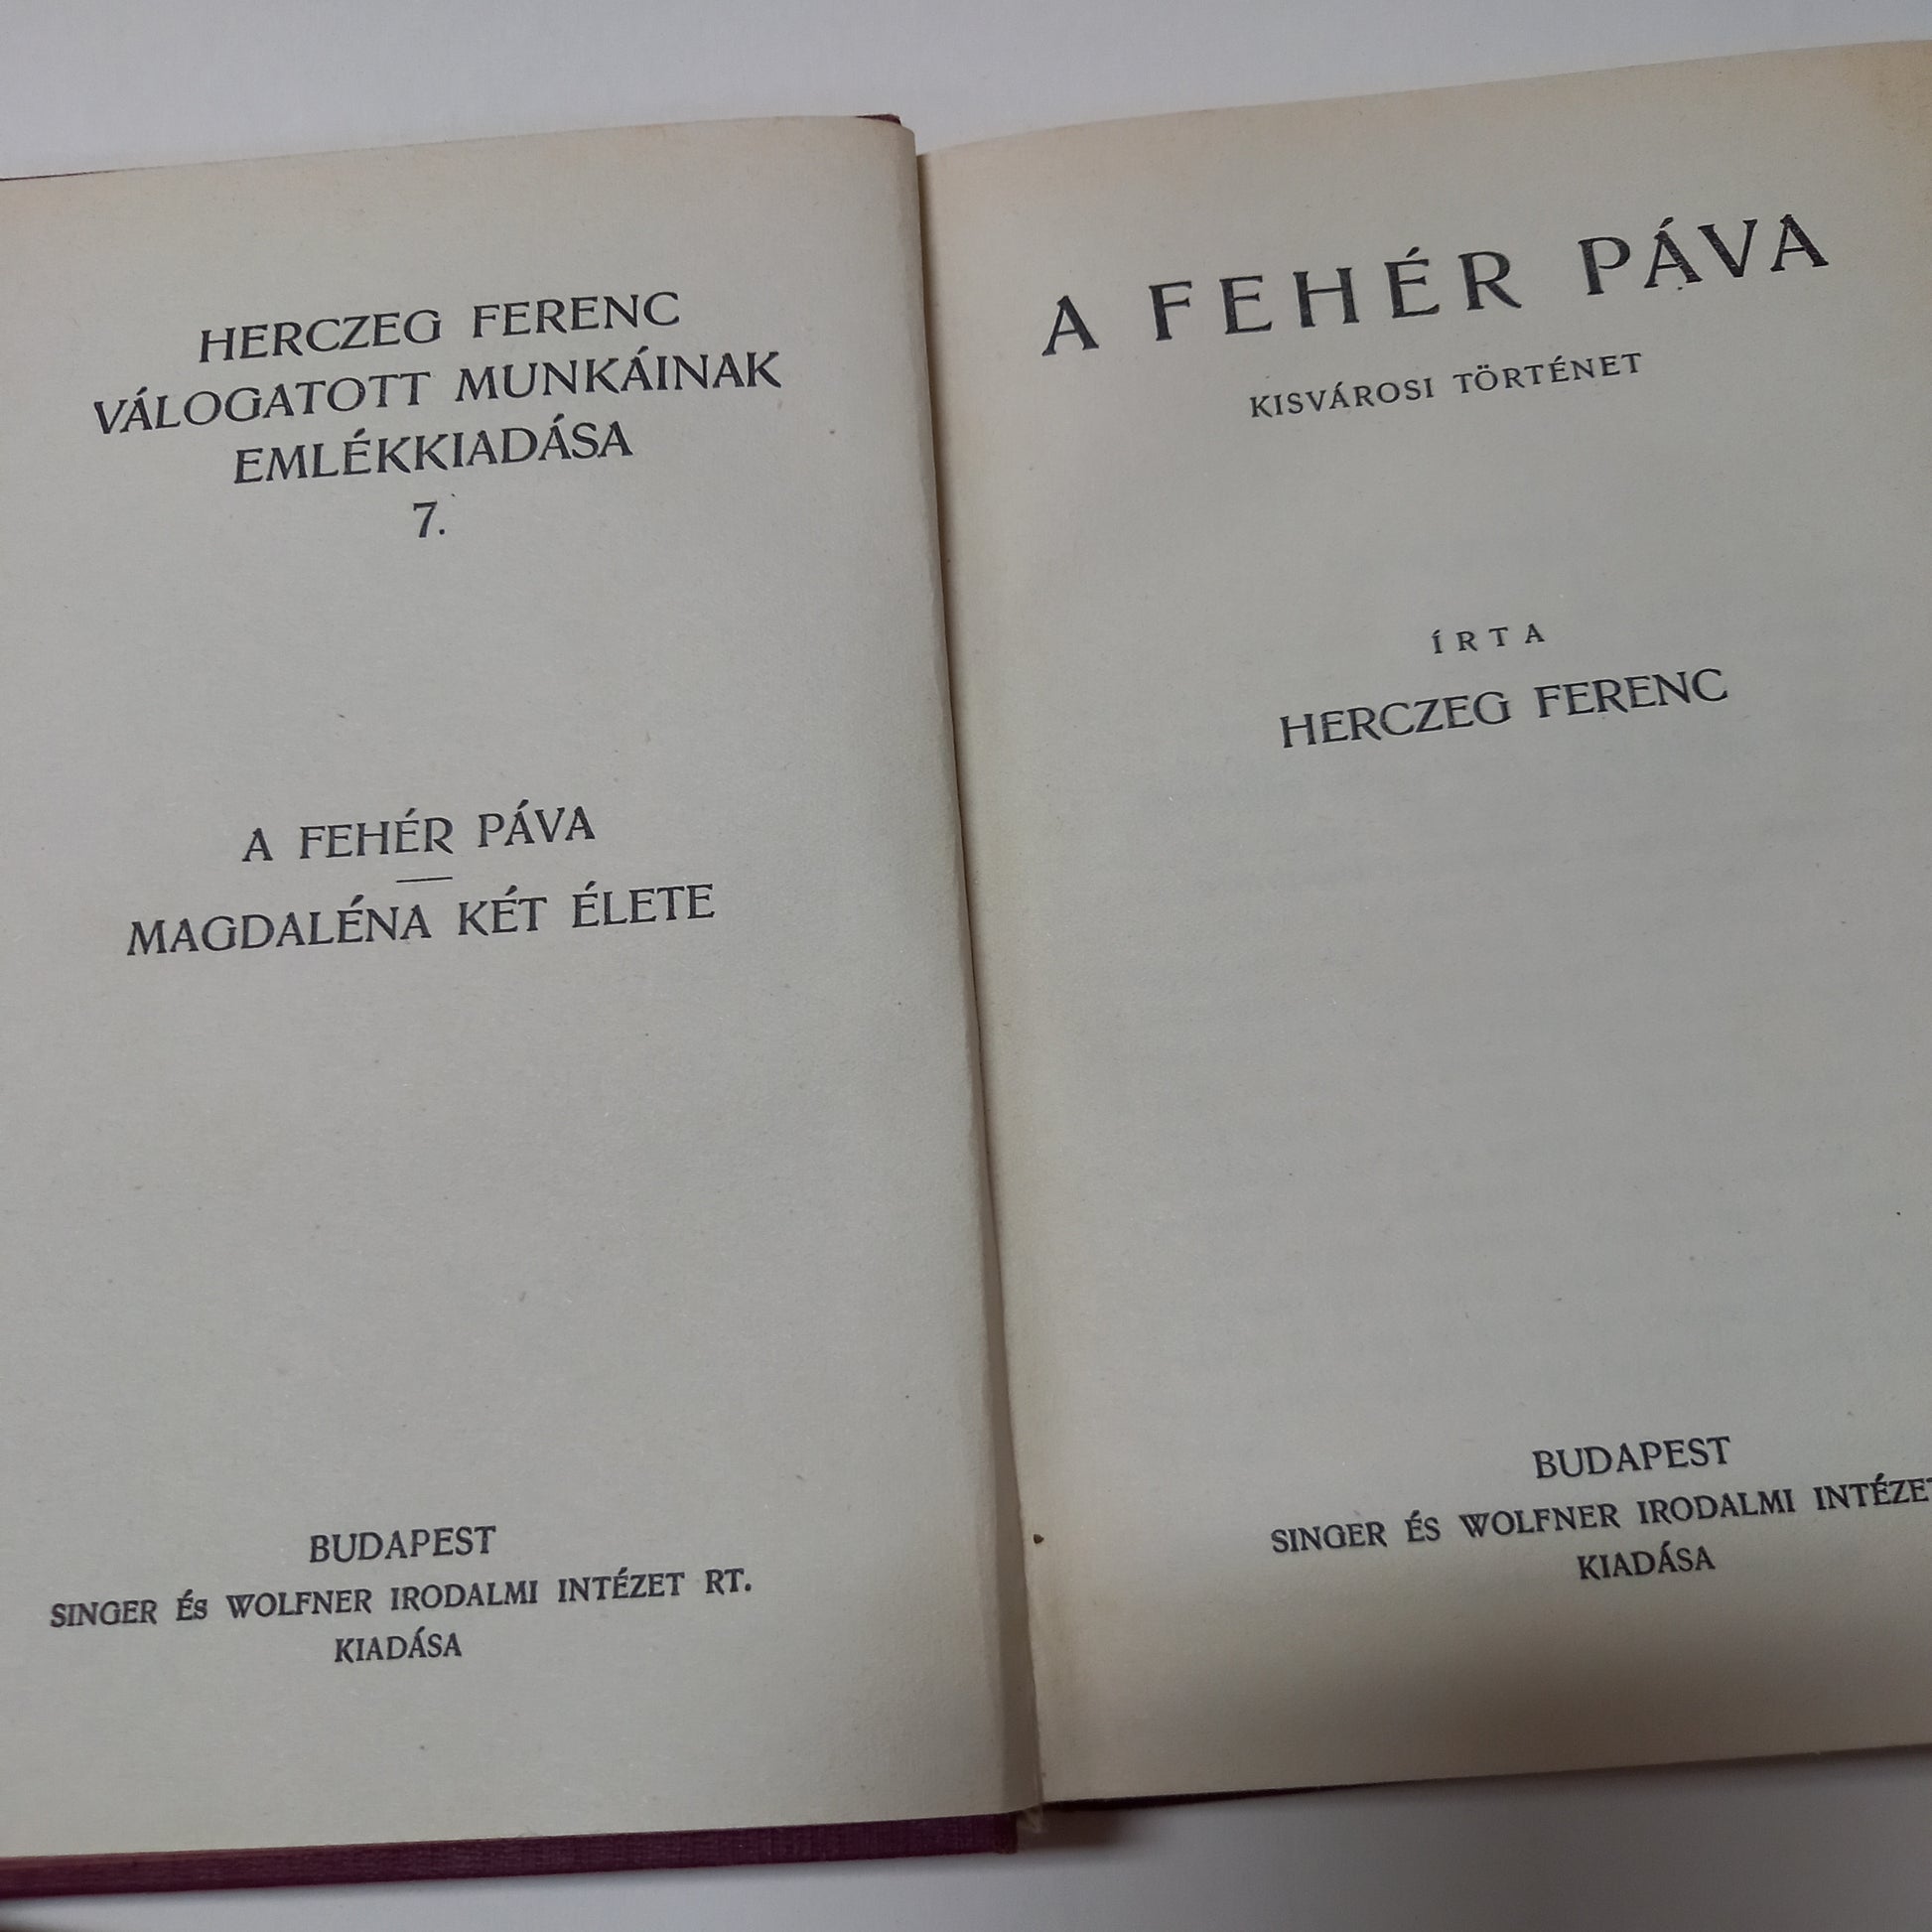 HERCZEG FERENC
VÁLOGATOTT MUNKÁINAK
EMLÉKKIADÁSA
7.
A FEHÉR PÁVA
MAGDALÉNA KÉT ÉLETE
BUDAPEST
SINGER ÉS WOLFNER IRODALMI INTÉZET RT.
KIADÁSA
A FEHÉR PÁVA
KISVÁROSI TÖRTÉNET
ÍRTA
HERCZEG FERENC
BUDAPEST
SINGER ÉS WOLFNER IRODALMI INTÉZET
KIADÁSA